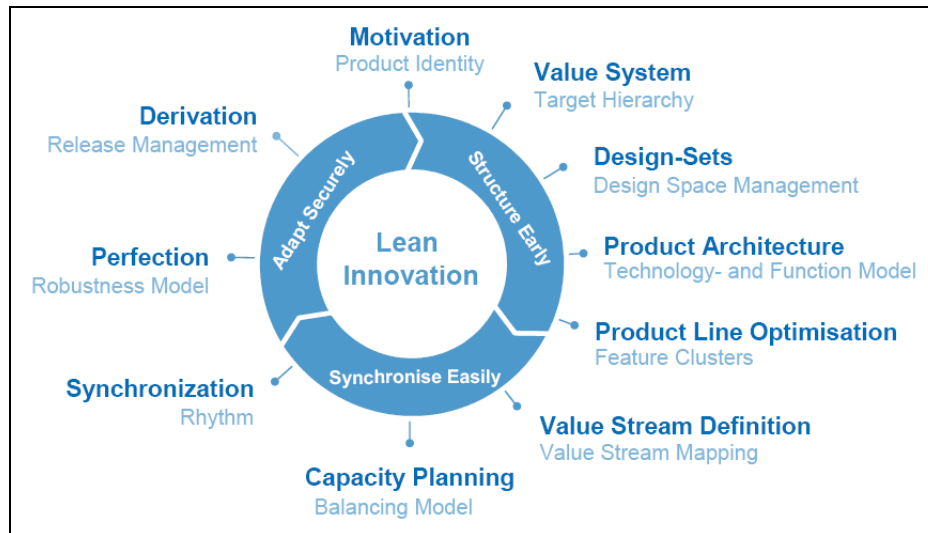 Motivation
Product Identity
Value System
Target Hierarchy
Design-Sets
Design Space Management
Product Architecture
Technology- and Function Model
Product Line Optimisation
Feature Clusters
Value Stream Definition
Value Stream Mapping
Capacity Planning
Balancing Model
Synchronization
Rhythm
Perfection
Robustness Model
Derivation
Release Management
Structure Early
Synchronise Easily
Adapt Securely
Lean
Innovation